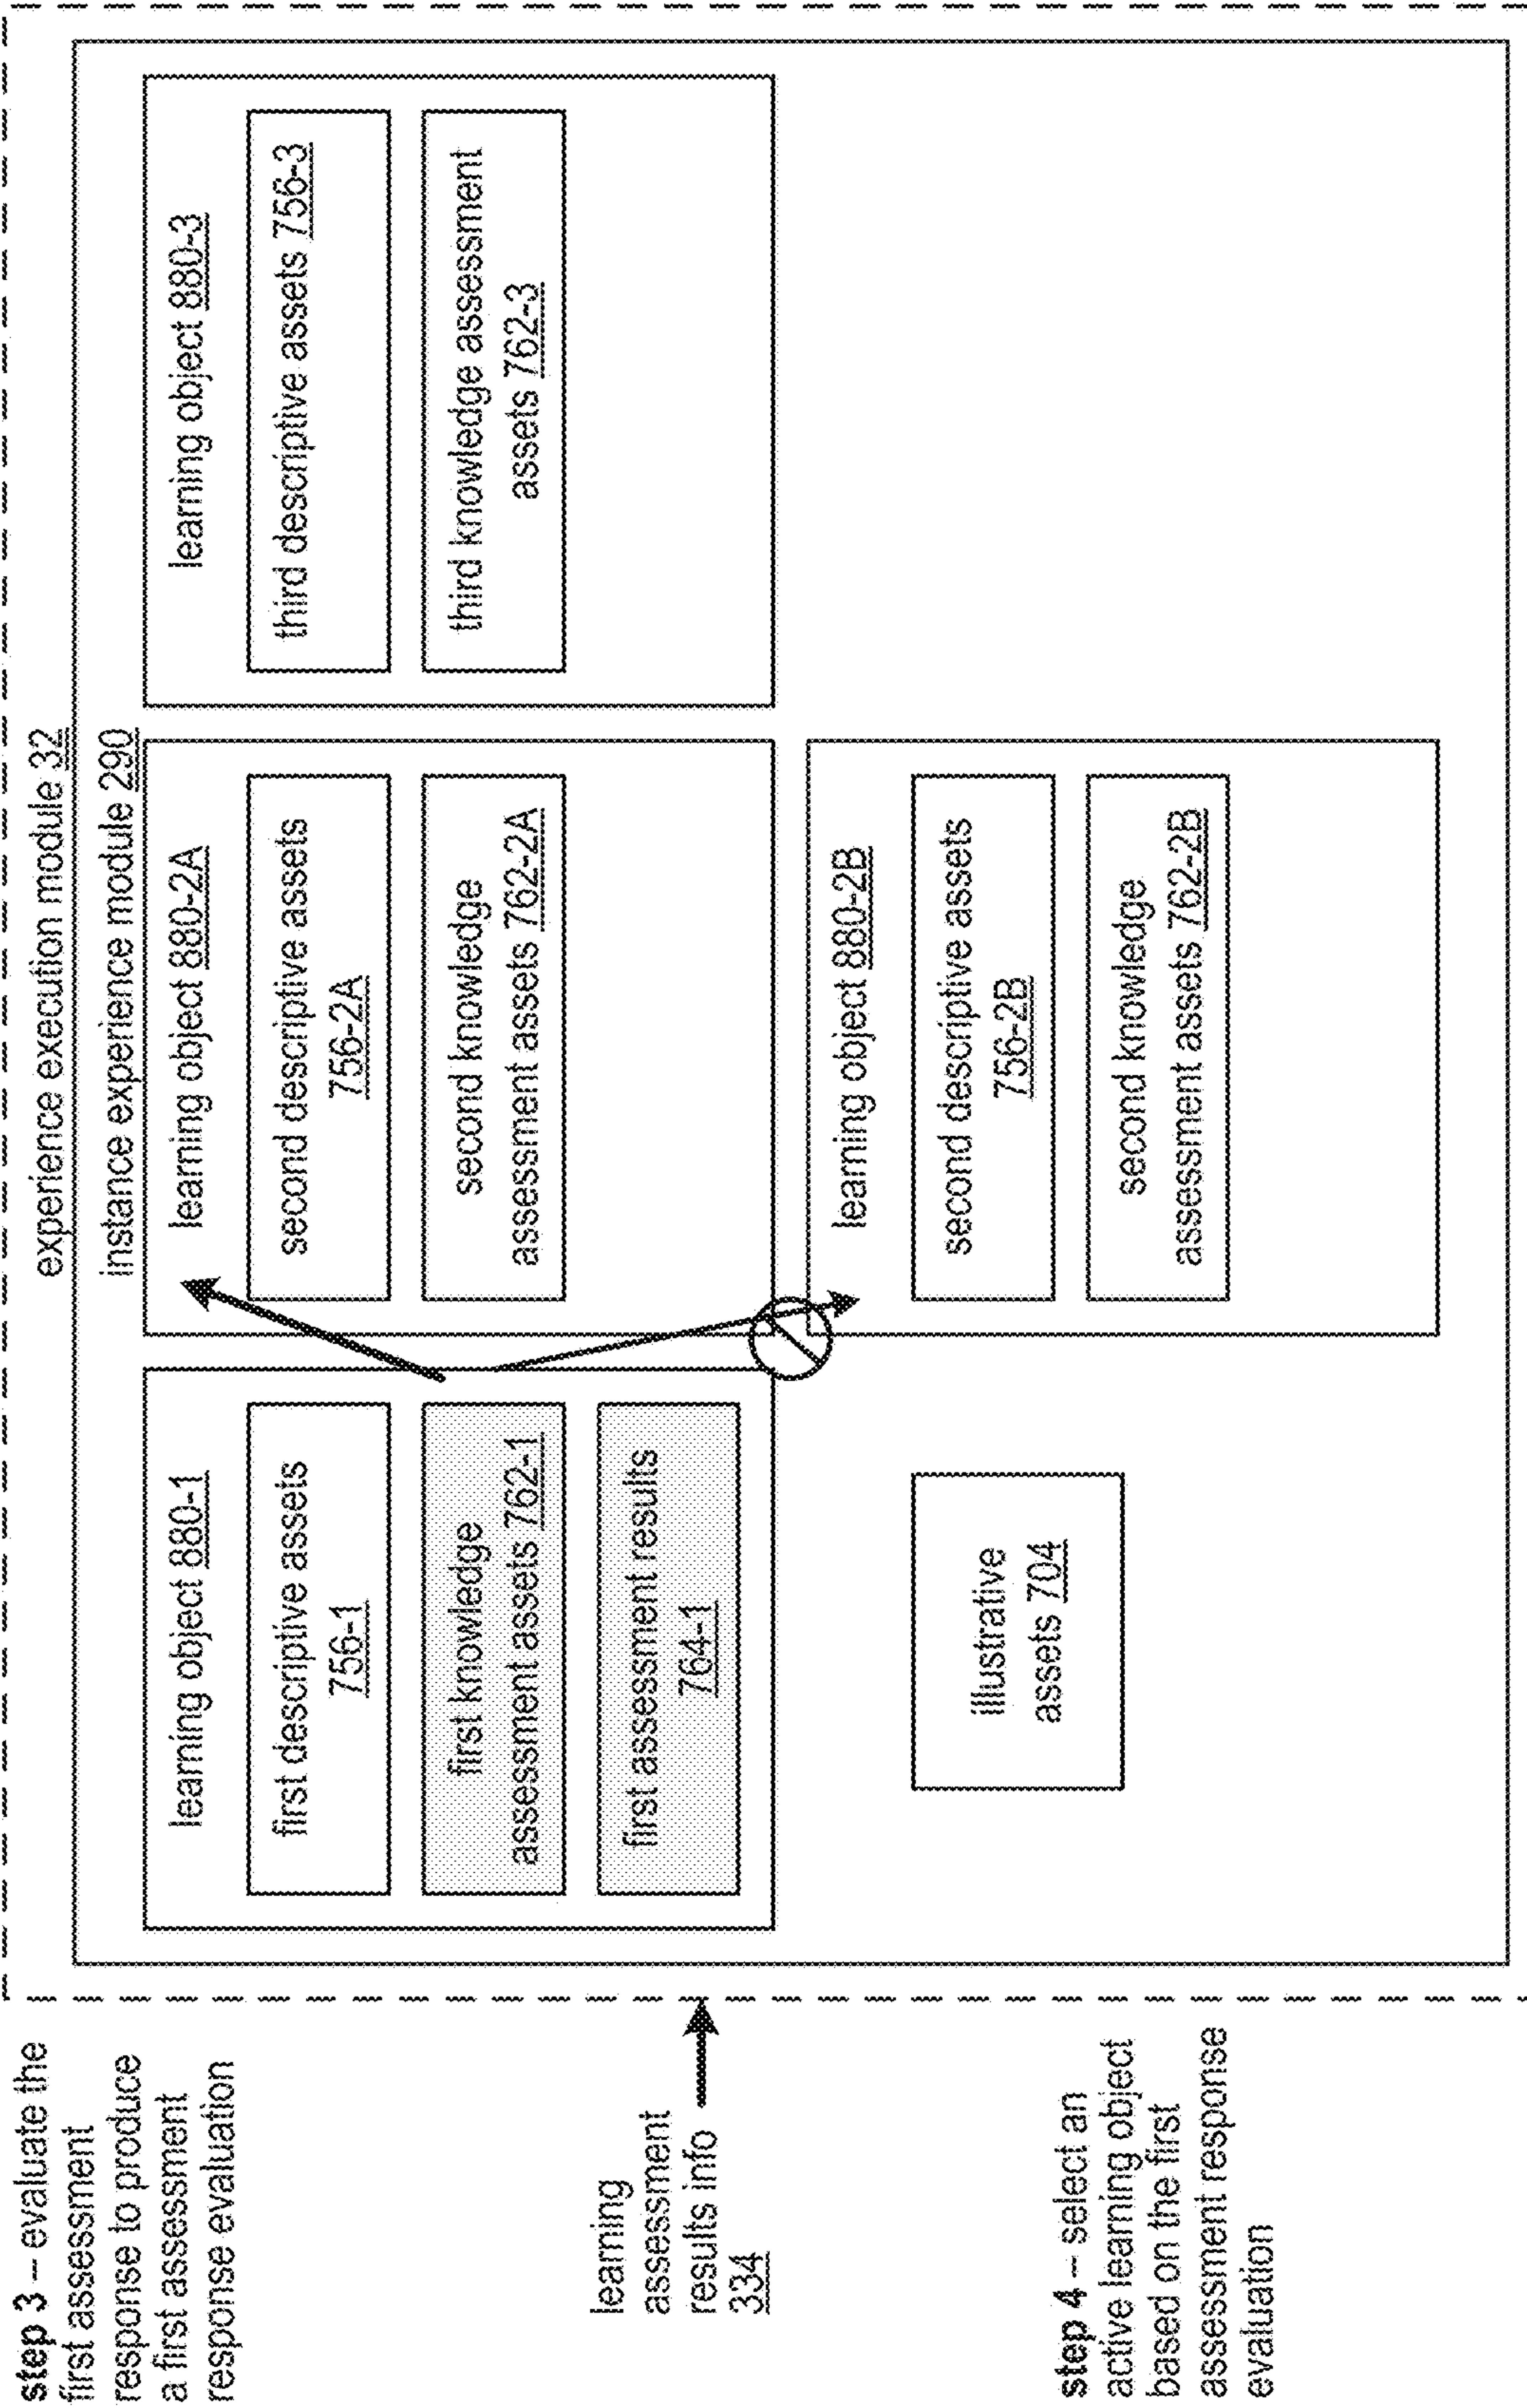 step 3 – evaluate the
first assessment
response to produce
a first assessment
response evaluation
learning
assessment
results info
334
step 4 – select an
active learning object
based on the first
assessment response
evaluation
experience execution module 32
instance experience module 290
learning object 880-1
first descriptive assets
756-1
first knowledge
assessment assets 762-1
first assessment results
764-1
illustrative
assets 704
learning object 880-2A
second descriptive assets
756-2A
second knowledge
assessment assets 762-2A
learning object 880-2B
second descriptive assets
756-2B
second knowledge
assessment assets 762-2B
learning object 880-3
third descriptive assets 756-3
third knowledge assessment
assets 762-3